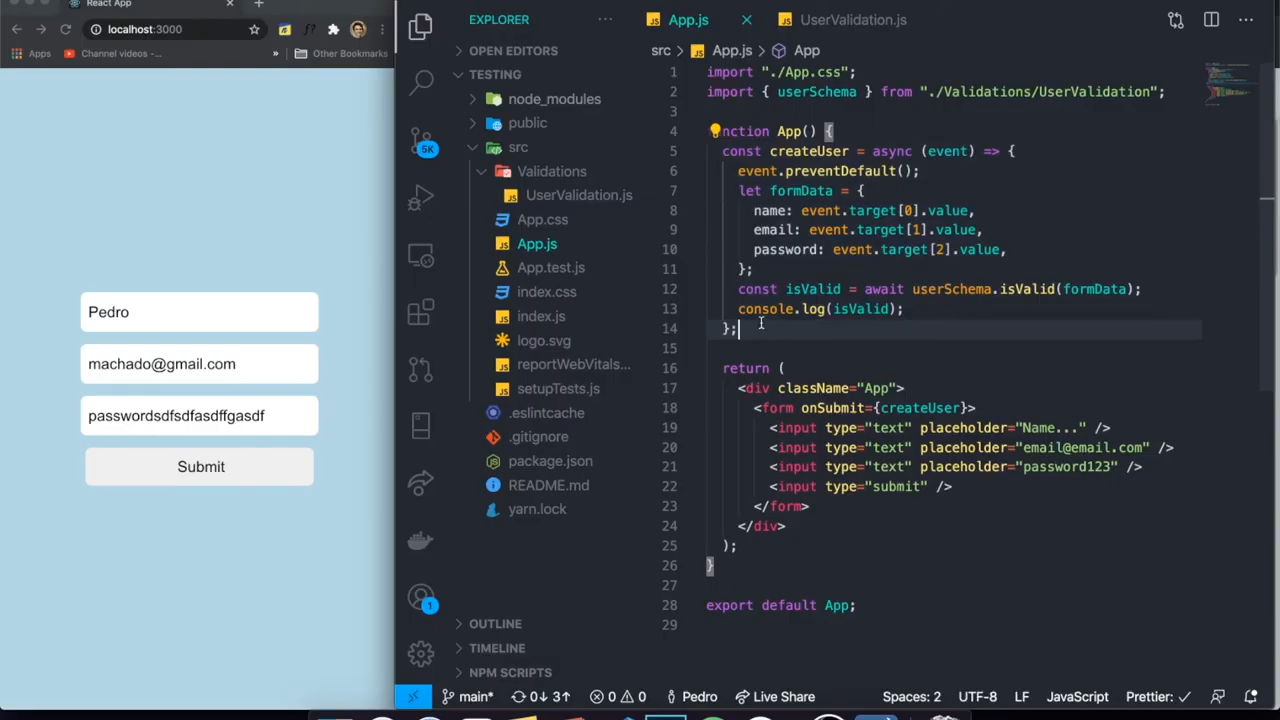 React App
localhost:3000
Apps
Channel videos -...
Other Bookmarks
Pedro
machado@gmail.com
passwordsdfsdfasdffgasdf
Submit
EXPLORER
OPEN EDITORS
TESTING
node_modules
public
src
Validations
UserValidation.js
App.css
App.js
App.test.js
index.css
index.js
logo.svg
reportWebVitals...
setupTests.js
.eslintcache
.gitignore
package.json
README.md
yarn.lock
OUTLINE
TIMELINE
NPM SCRIPTS
5K
1
App.js
UserValidation.js
src > App.js > App
1 import "./App.css";
2 import { userSchema } from "./Validations/UserValidation";
3
4 nction App() {
5 const createUser = async (event) => {
6 event.preventDefault();
7 let formData = {
8 name: event.target[0].value,
9 email: event.target[1].value,
10 password: event.target[2].value,
11 };
12 const isValid = await userSchema.isValid(formData);
13 console.log(isValid);
14 };
15
16 return (
17 <div className="App">
18 <form onSubmit={createUser}>
19 <input type="text" placeholder="Name..." />
20 <input type="text" placeholder="email@email.com" />
21 <input type="text" placeholder="password123" />
22 <input type="submit" />
23 </form>
24 </div>
25 );
26 }
27
28 export default App;
29
main* 0↓ 3↑ 0 0 Pedro Live Share Spaces: 2 UTF-8 LF JavaScript Prettier: ✓